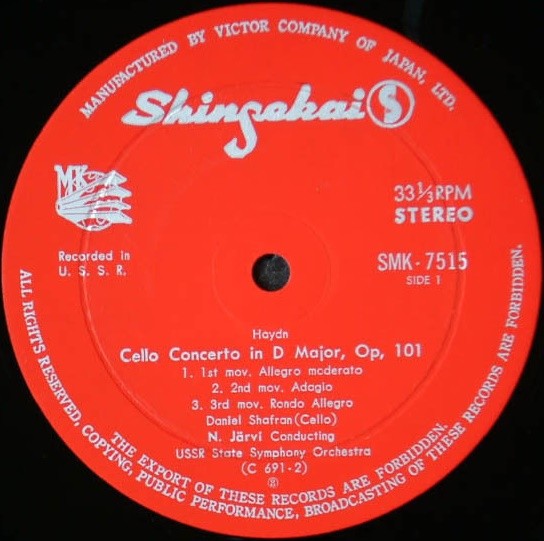 MANUFACTURED BY VICTOR COMPANY OF JAPAN, LTD.
Shinsekai S
MK
33⅓RPM
STEREO
Recorded in
U. S. S. R.
SMK-7515
SIDE 1
Haydn
Cello Concerto in D Major, Op, 101
1. 1st mov. Allegro moderato
2. 2nd mov. Adagio
3. 3rd mov. Rondo Allegro
Daniel Shafran (Cello)
N. Järvi Conducting
USSR State Symphony Orchestra
(C 691-2)
ALL RIGHTS RESERVED, COPYING, PUBLIC PERFORMANCE, BROADCASTING OF THESE RECORDS ARE FORBIDDEN.
THE EXPORT OF THESE RECORDS ARE FORBIDDEN.